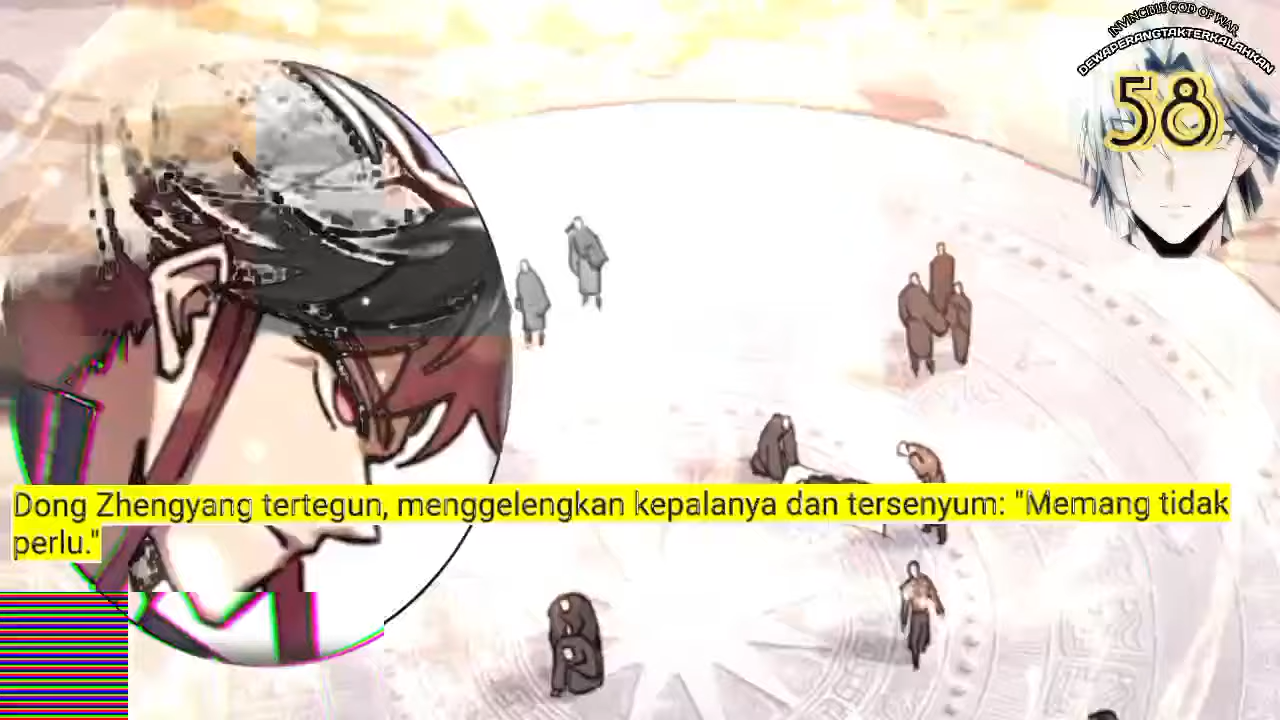 INVINCIBLE GOD OF WAR
DEWAPERANGTAKTERKALAHKAN
58
Dong Zhengyang tertegun, menggelengkan kepalanya dan tersenyum: "Memang tidak
perlu."